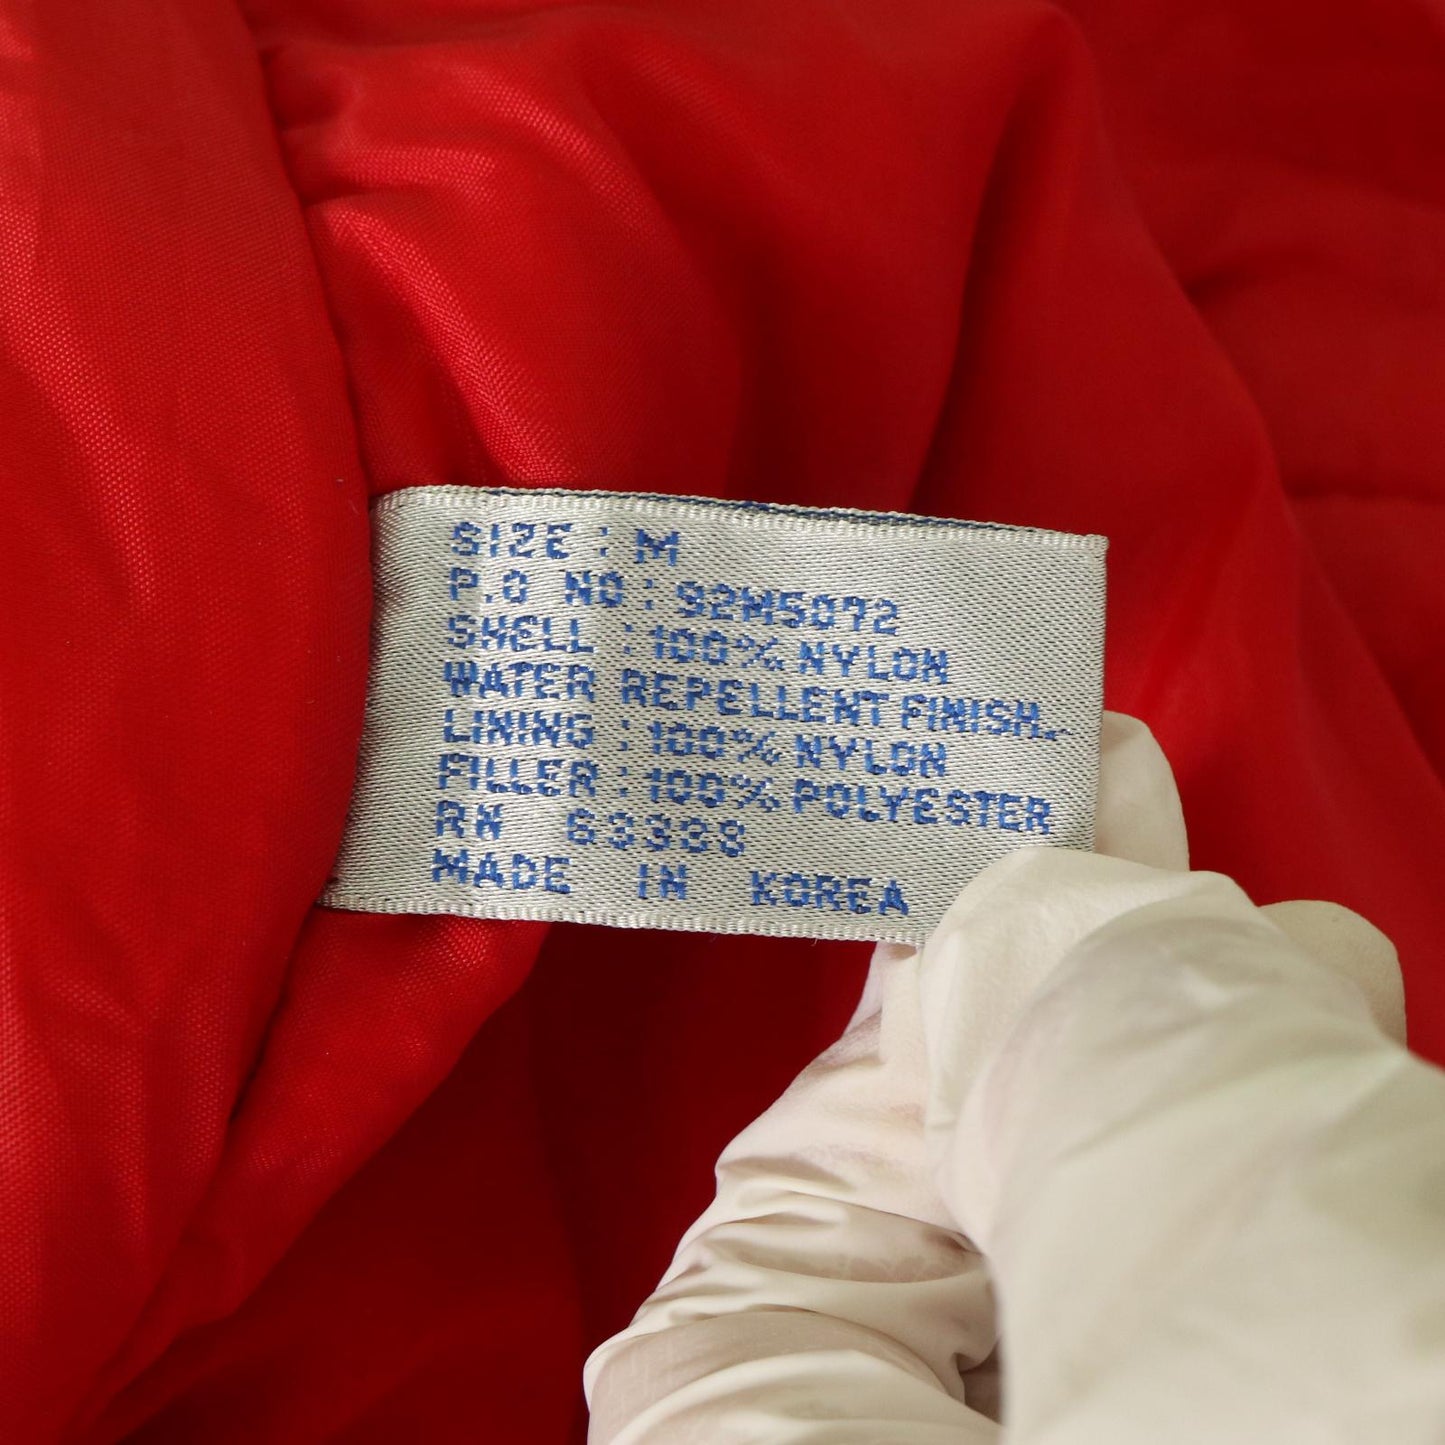 SIZE : M
P.O NO : 92M5072
SHELL : 100% NYLON
WATER REPELLENT FINISH.
LINING : 100% NYLON
FILLER : 100% POLYESTER
RN 63338
MADE IN KOREA